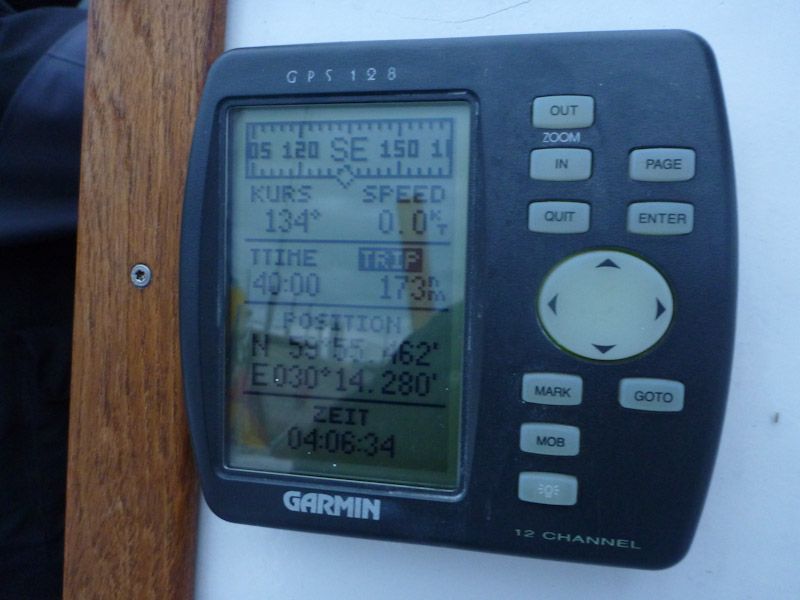 GPS 128
05 120 SE 150 1
KURS SPEED
134° 0.0 KT
TTIME TRIP
40:00 173 nm
POSITION
N 59°55.462'
E030°14.280'
ZEIT
04:06:34
GARMIN
OUT
ZOOM
IN PAGE
QUIT ENTER
MARK GOTO
MOB
12 CHANNEL